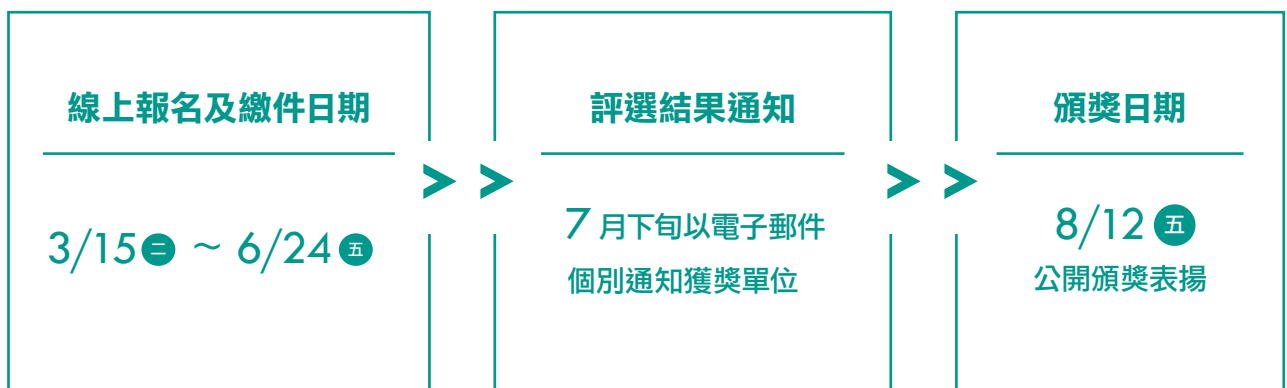 線上報名及繳件日期
3/15 二 ~ 6/24 五
評選結果通知
7 月下旬以電子郵件
個別通知獲獎單位
頒獎日期
8/12 五
公開頒獎表揚